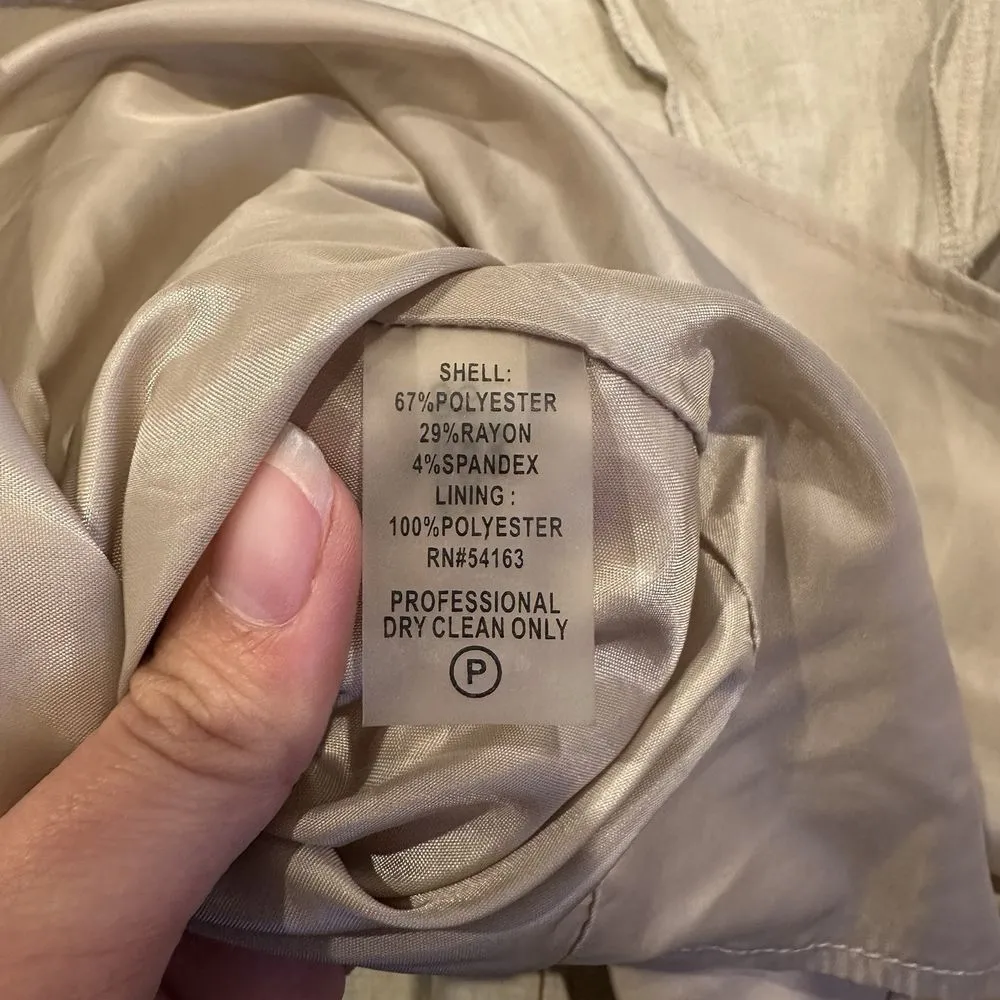 SHELL:
67%POLYESTER
29%RAYON
4%SPANDEX
LINING :
100%POLYESTER
RN#54163
PROFESSIONAL
DRY CLEAN ONLY
P